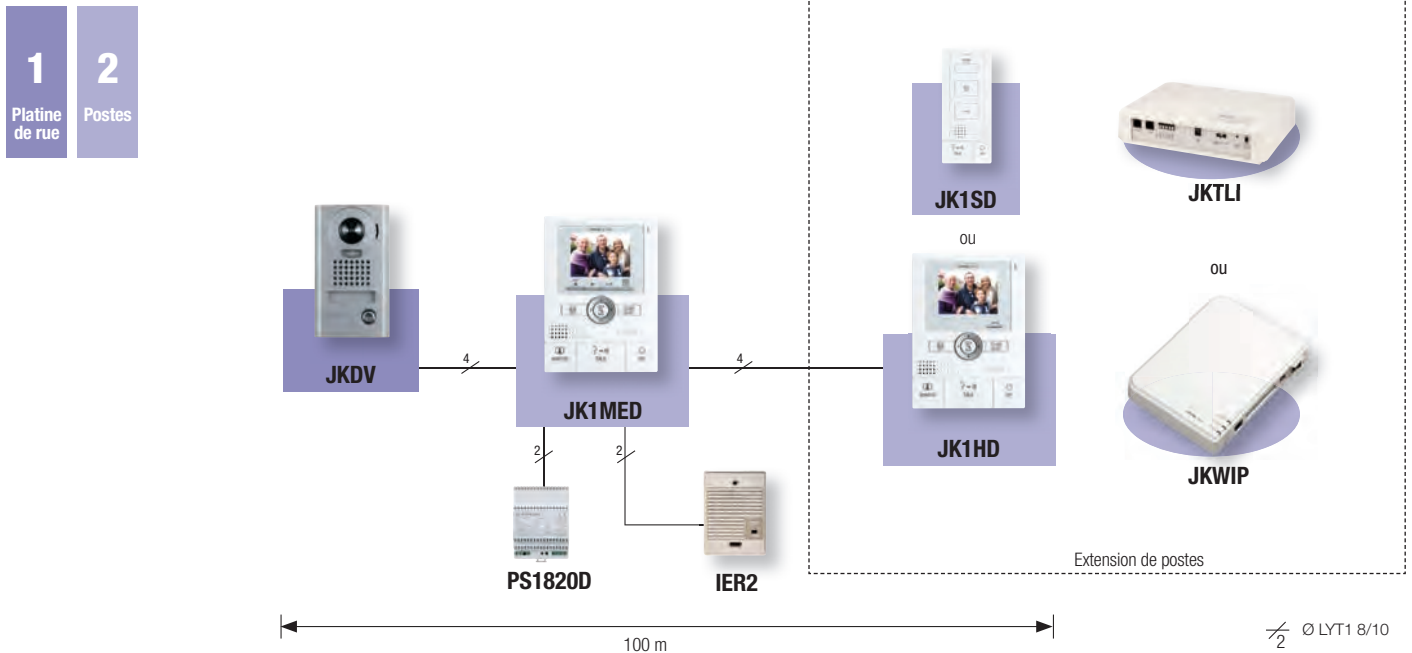 1
Platine
de rue
2
Postes
JK1SD
ou
JK1HD
JKTLI
ou
JKWIP
JKDV
4
JK1MED
4
2
2
PS1820D
IER2
Extension de postes
100 m
2
Ø LYT1 8/10